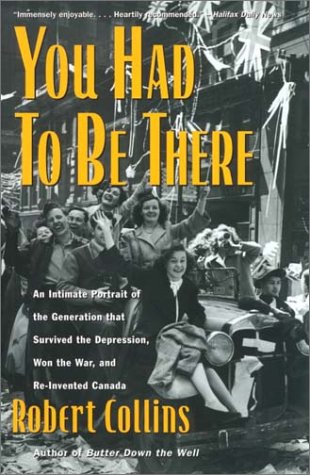 "Immensely enjoyable. . . . Heartily recommended." —Halifax Daily News
YOU HAD
TO BE THERE
An Intimate Portrait of
the Generation that
Survived the Depression,
Won the War, and
Re-Invented Canada
Robert Collins
Author of Butter Down the Well